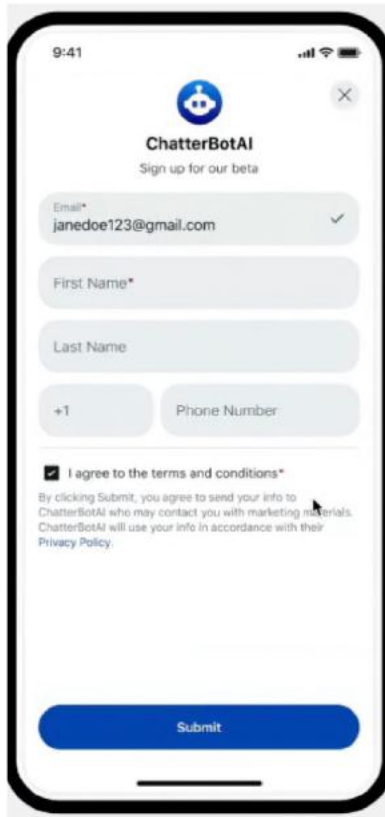 9:41
ChatterBotAI
Sign up for our beta
Email*
janedoe123@gmail.com
First Name*
Last Name
+1 Phone Number
I agree to the terms and conditions*
By clicking Submit, you agree to send your info to
ChatterBotAI who may contact you with marketing materials.
ChatterBotAI will use your info in accordance with their
Privacy Policy.
Submit